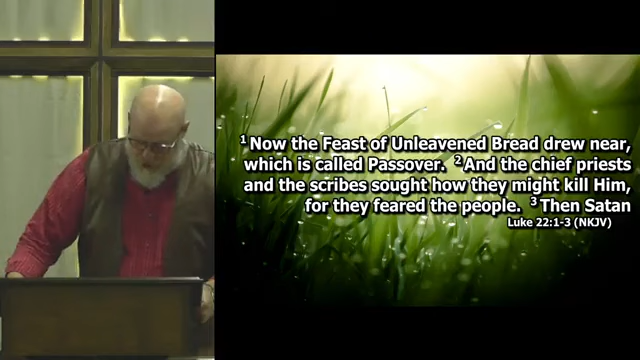 1 Now the Feast of Unleavened Bread drew near,
which is called Passover. 2 And the chief priests
and the scribes sought how they might kill Him,
for they feared the people. 3 Then Satan
Luke 22:1-3 (NKJV)